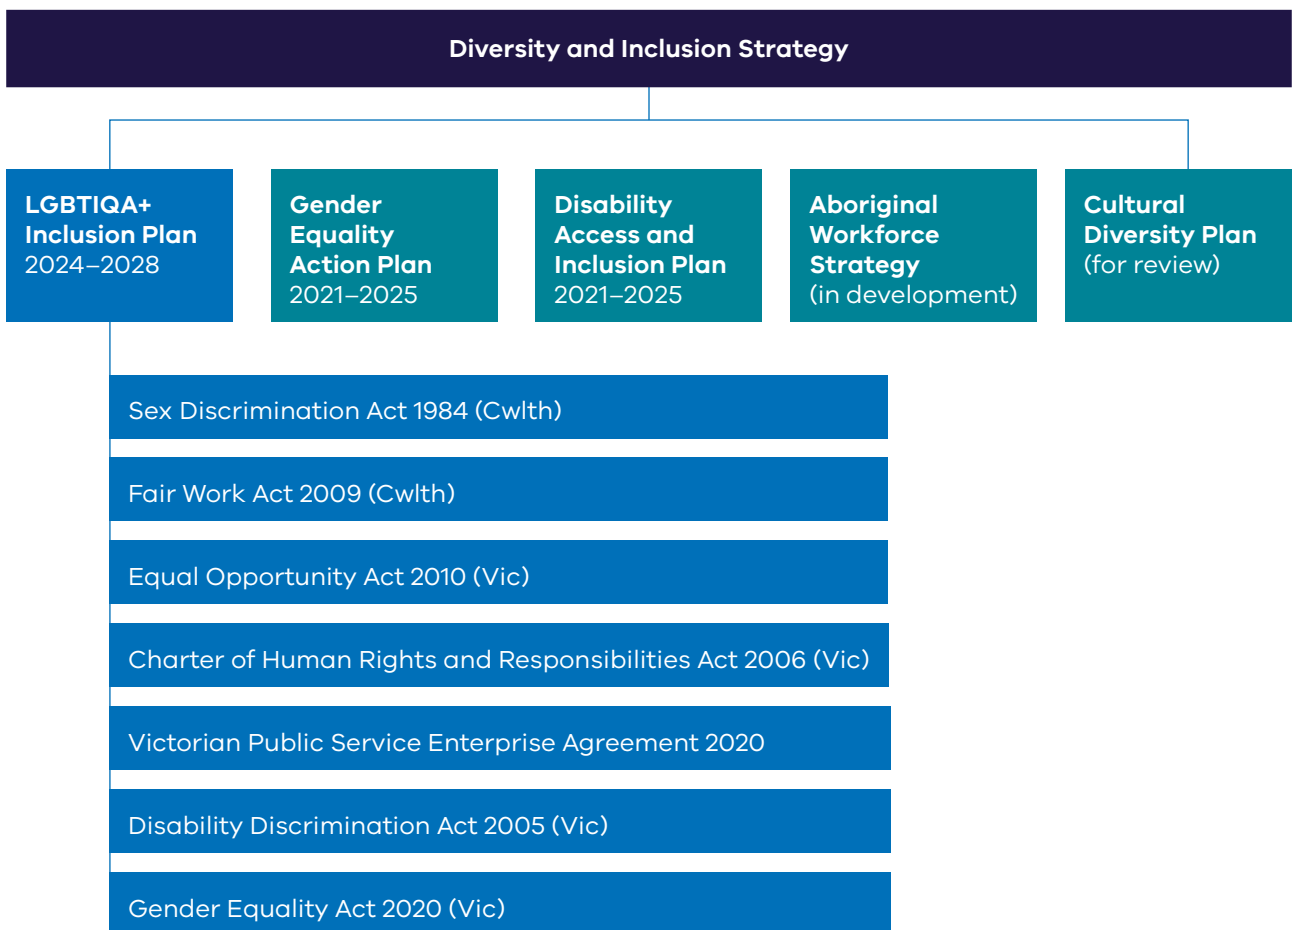 Diversity and Inclusion Strategy
LGBTIQA+
Inclusion Plan
2024–2028
Gender
Equality
Action Plan
2021–2025
Disability
Access and
Inclusion Plan
2021–2025
Aboriginal
Workforce
Strategy
(in development)
Cultural
Diversity Plan
(for review)
Sex Discrimination Act 1984 (Cwlth)
Fair Work Act 2009 (Cwlth)
Equal Opportunity Act 2010 (Vic)
Charter of Human Rights and Responsibilities Act 2006 (Vic)
Victorian Public Service Enterprise Agreement 2020
Disability Discrimination Act 2005 (Vic)
Gender Equality Act 2020 (Vic)